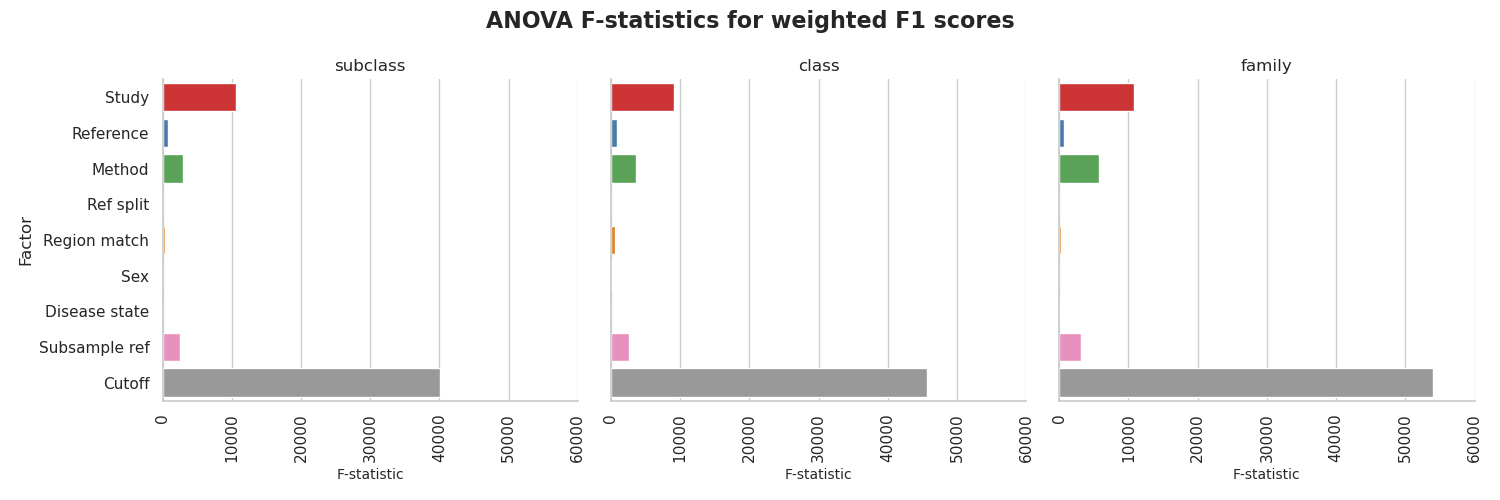 ANOVA F-statistics for weighted F1 scores
subclass
class
family
Factor
Study
Reference
Method
Ref split
Region match
Sex
Disease state
Subsample ref
Cutoff
0 10000 20000 30000 40000 50000 60000
0 10000 20000 30000 40000 50000 60000
0 10000 20000 30000 40000 50000 60000
F-statistic
F-statistic
F-statistic